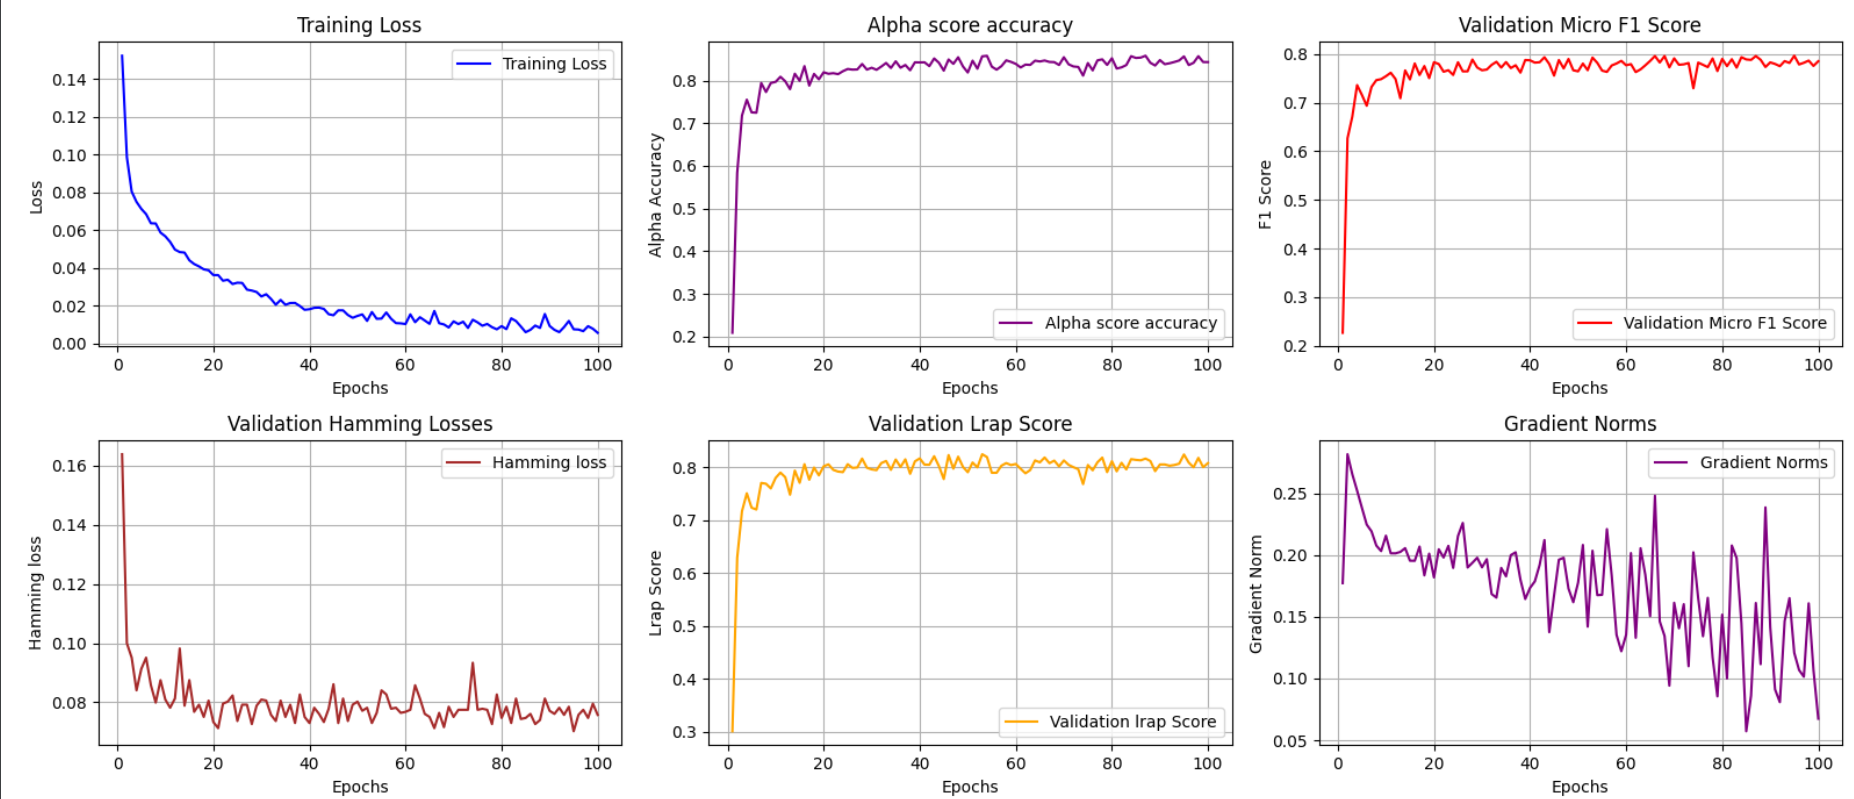 Training Loss
Loss
0.14
0.12
0.10
0.08
0.06
0.04
0.02
0.00
Training Loss
0 20 40 60 80 100
Epochs
Alpha score accuracy
Alpha Accuracy
0.8
0.7
0.6
0.5
0.4
0.3
0.2
Alpha score accuracy
0 20 40 60 80 100
Epochs
Validation Micro F1 Score
F1 Score
0.8
0.7
0.6
0.5
0.4
0.3
0.2
Validation Micro F1 Score
0 20 40 60 80 100
Epochs
Validation Hamming Losses
Hamming loss
0.16
0.14
0.12
0.10
0.08
Hamming loss
0 20 40 60 80 100
Epochs
Validation Lrap Score
Lrap Score
0.8
0.7
0.6
0.5
0.4
0.3
Validation lrap Score
0 20 40 60 80 100
Epochs
Gradient Norms
Gradient Norm
0.25
0.20
0.15
0.10
0.05
Gradient Norms
0 20 40 60 80 100
Epochs